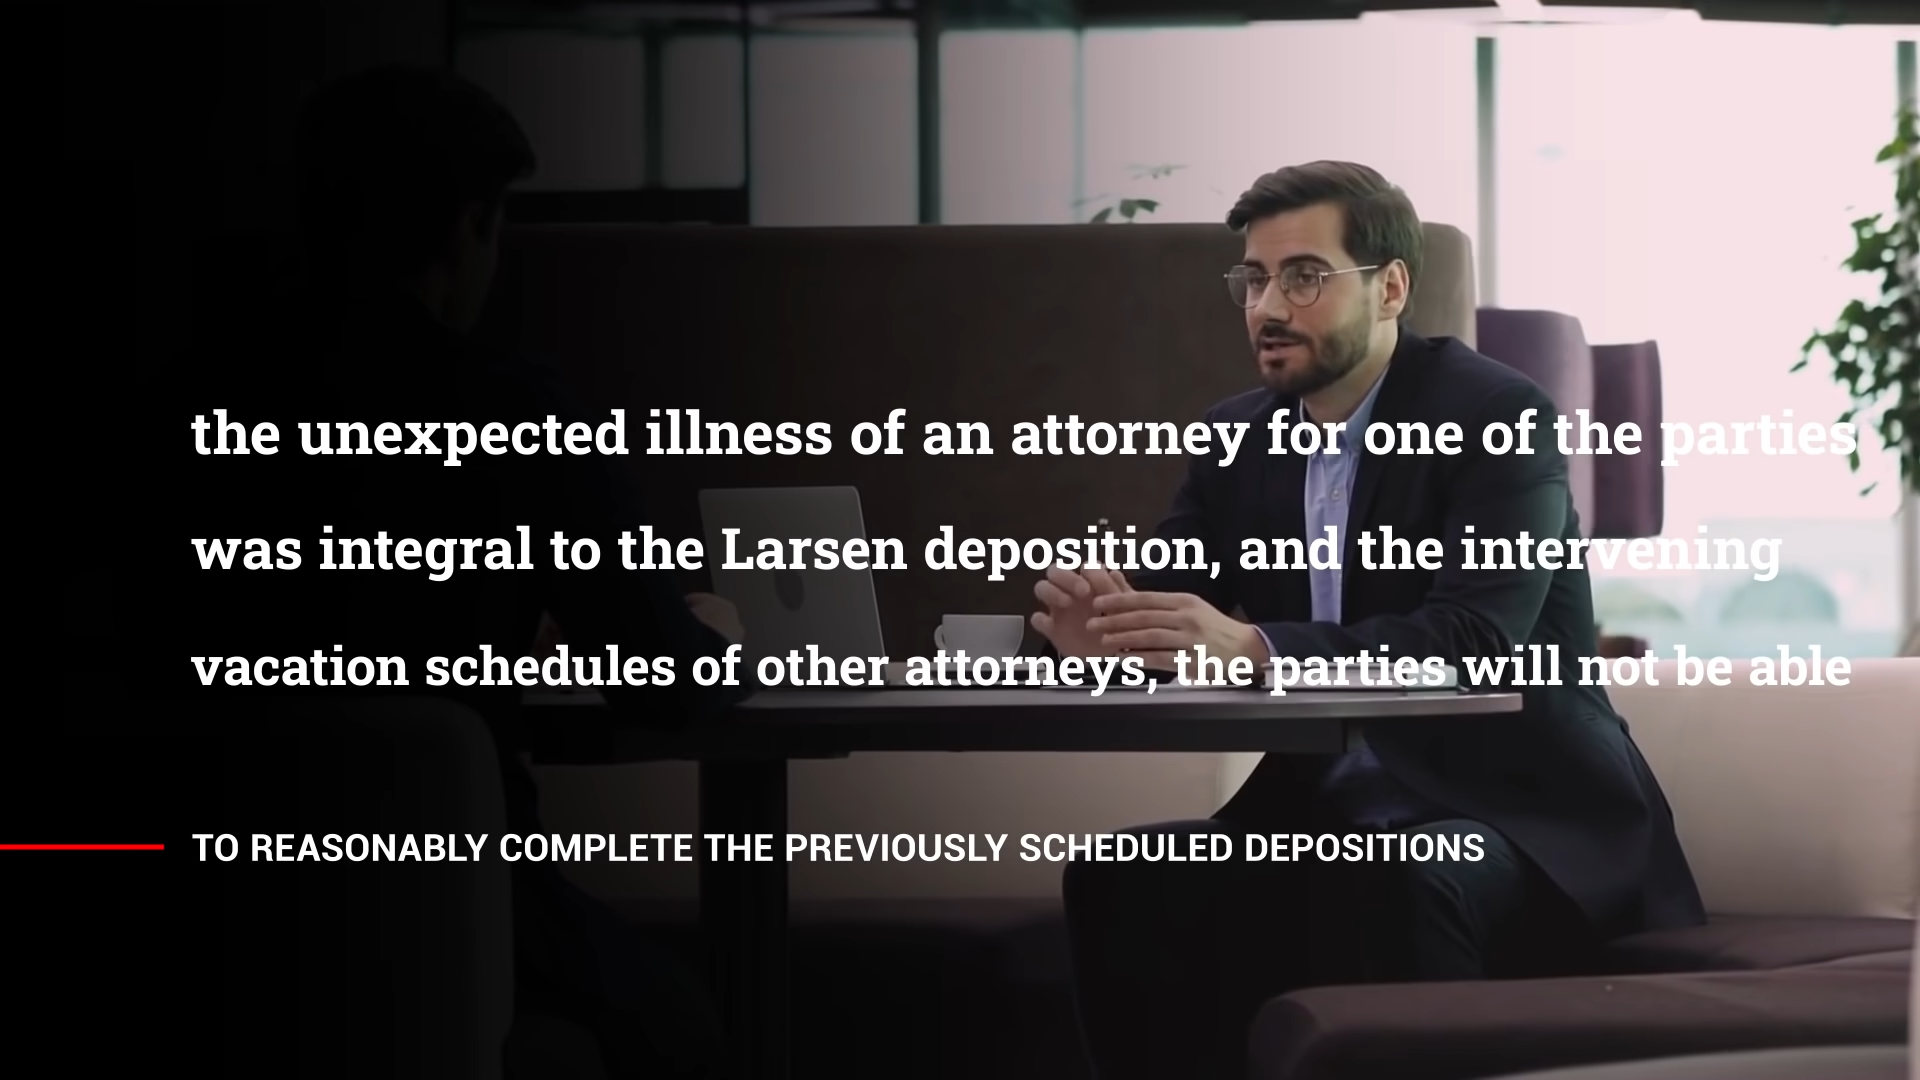 the unexpected illness of an attorney for one of the parties
was integral to the Larsen deposition, and the intervening
vacation schedules of other attorneys, the parties will not be able
TO REASONABLY COMPLETE THE PREVIOUSLY SCHEDULED DEPOSITIONS